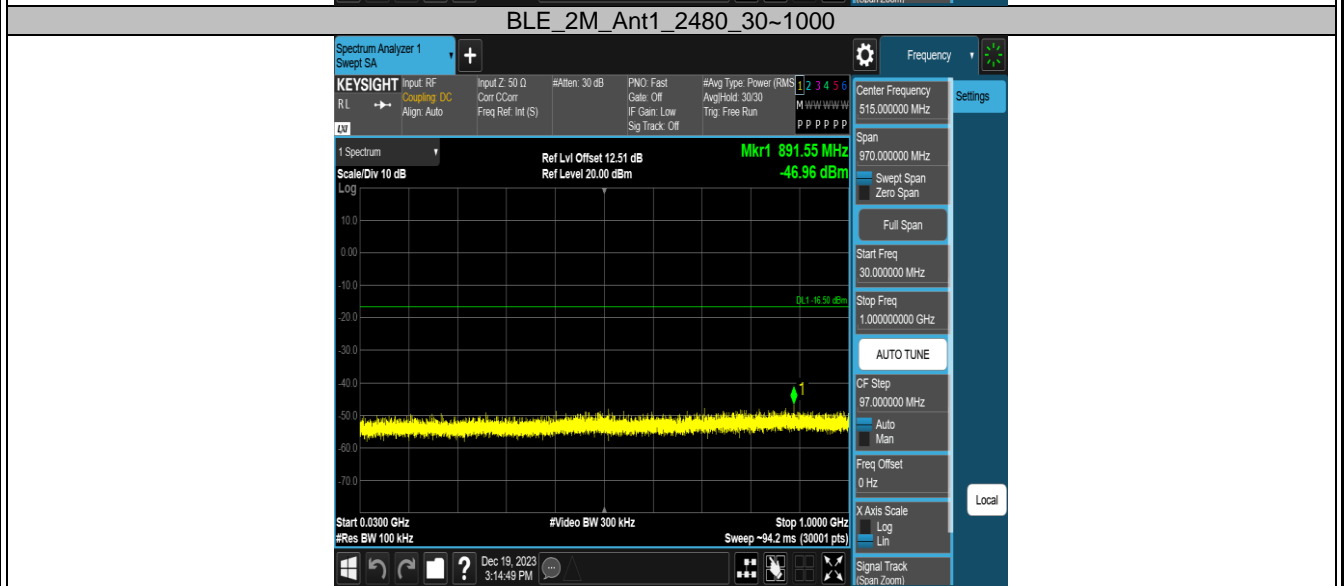 (Span Zoom)
BLE_2M_Ant1_2480_30~1000
Spectrum Analyzer 1
Swept SA
+
Frequency
KEYSIGHT
RL
LXI
Input: RF
Coupling: DC
Align: Auto
Input Z: 50 Ω
Corr CCorr
Freq Ref: Int (S)
#Atten: 30 dB
PNO: Fast
Gate: Off
IF Gain: Low
Sig Track: Off
#Avg Type: Power (RMS
Avg|Hold: 30/30
Trig: Free Run
1 2 3 4 5 6
M W W W W W
P P P P P P
Center Frequency
515.000000 MHz
Settings
1 Spectrum
Scale/Div 10 dB
Log
Ref Lvl Offset 12.51 dB
Ref Level 20.00 dBm
Mkr1 891.55 MHz
-46.96 dBm
Span
970.000000 MHz
Swept Span
Zero Span
Full Span
Start Freq
30.000000 MHz
Stop Freq
1.000000000 GHz
AUTO TUNE
CF Step
97.000000 MHz
Auto
Man
Freq Offset
0 Hz
X Axis Scale
Log
Lin
Signal Track
(Span Zoom)
Local
10.0
0.00
-10.0
DL1 -16.50 dBm
-20.0
-30.0
-40.0
1
-50.0
-60.0
-70.0
Start 0.0300 GHz
#Res BW 100 kHz
#Video BW 300 kHz
Stop 1.0000 GHz
Sweep ~94.2 ms (30001 pts)
?
Dec 19, 2023
3:14:49 PM